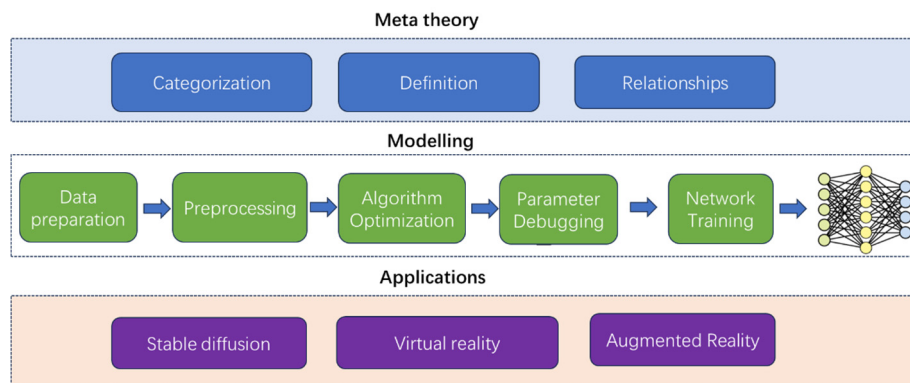 Meta theory
Categorization
Definition
Relationships
Modelling
Data
preparation
Preprocessing
Algorithm
Optimization
Parameter
Debugging
Network
Training
Applications
Stable diffusion
Virtual reality
Augmented Reality